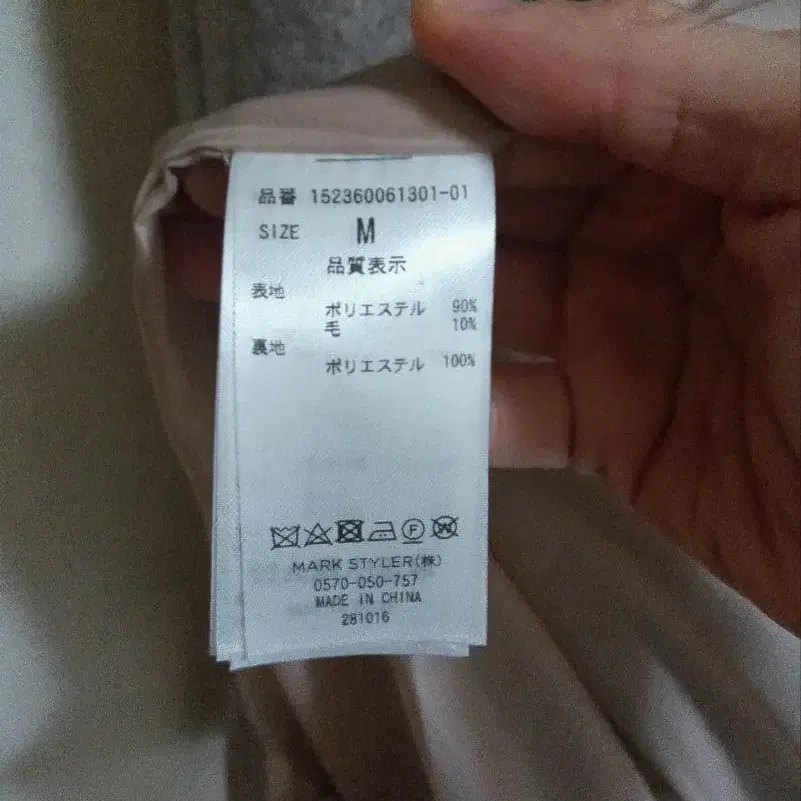 品番 152360061301-01
SIZE M
品質表示
表地
ポリエステル 90%
毛 10%
裏地
ポリエステル 100%
MARK STYLER(株)
0570-050-757
MADE IN CHINA
281016